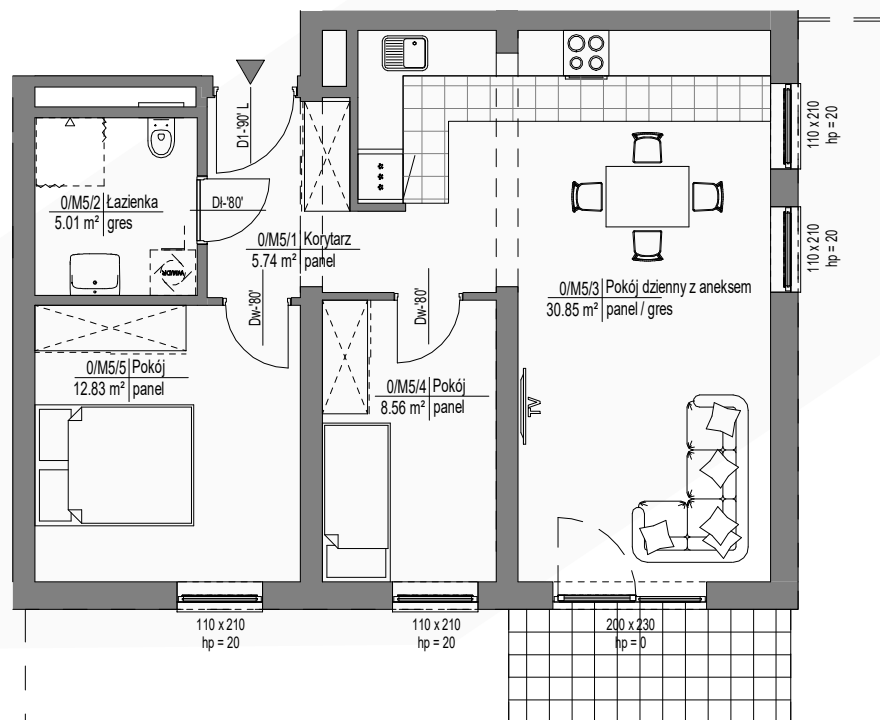 D1-'90' L
0/M5/2 Łazienka
5.01 m² gres
Dł-'80'
0/M5/1 Korytarz
5.74 m² panel
Dw-'80'
Dw-'80'
110 x 210
hp = 20
110 x 210
hp = 20
0/M5/3 Pokój dzienny z aneksem
30.85 m² panel / gres
0/M5/5 Pokój
12.83 m² panel
0/M5/4 Pokój
8.56 m² panel
TV
110 x 210
hp = 20
110 x 210
hp = 20
200 x 230
hp = 0